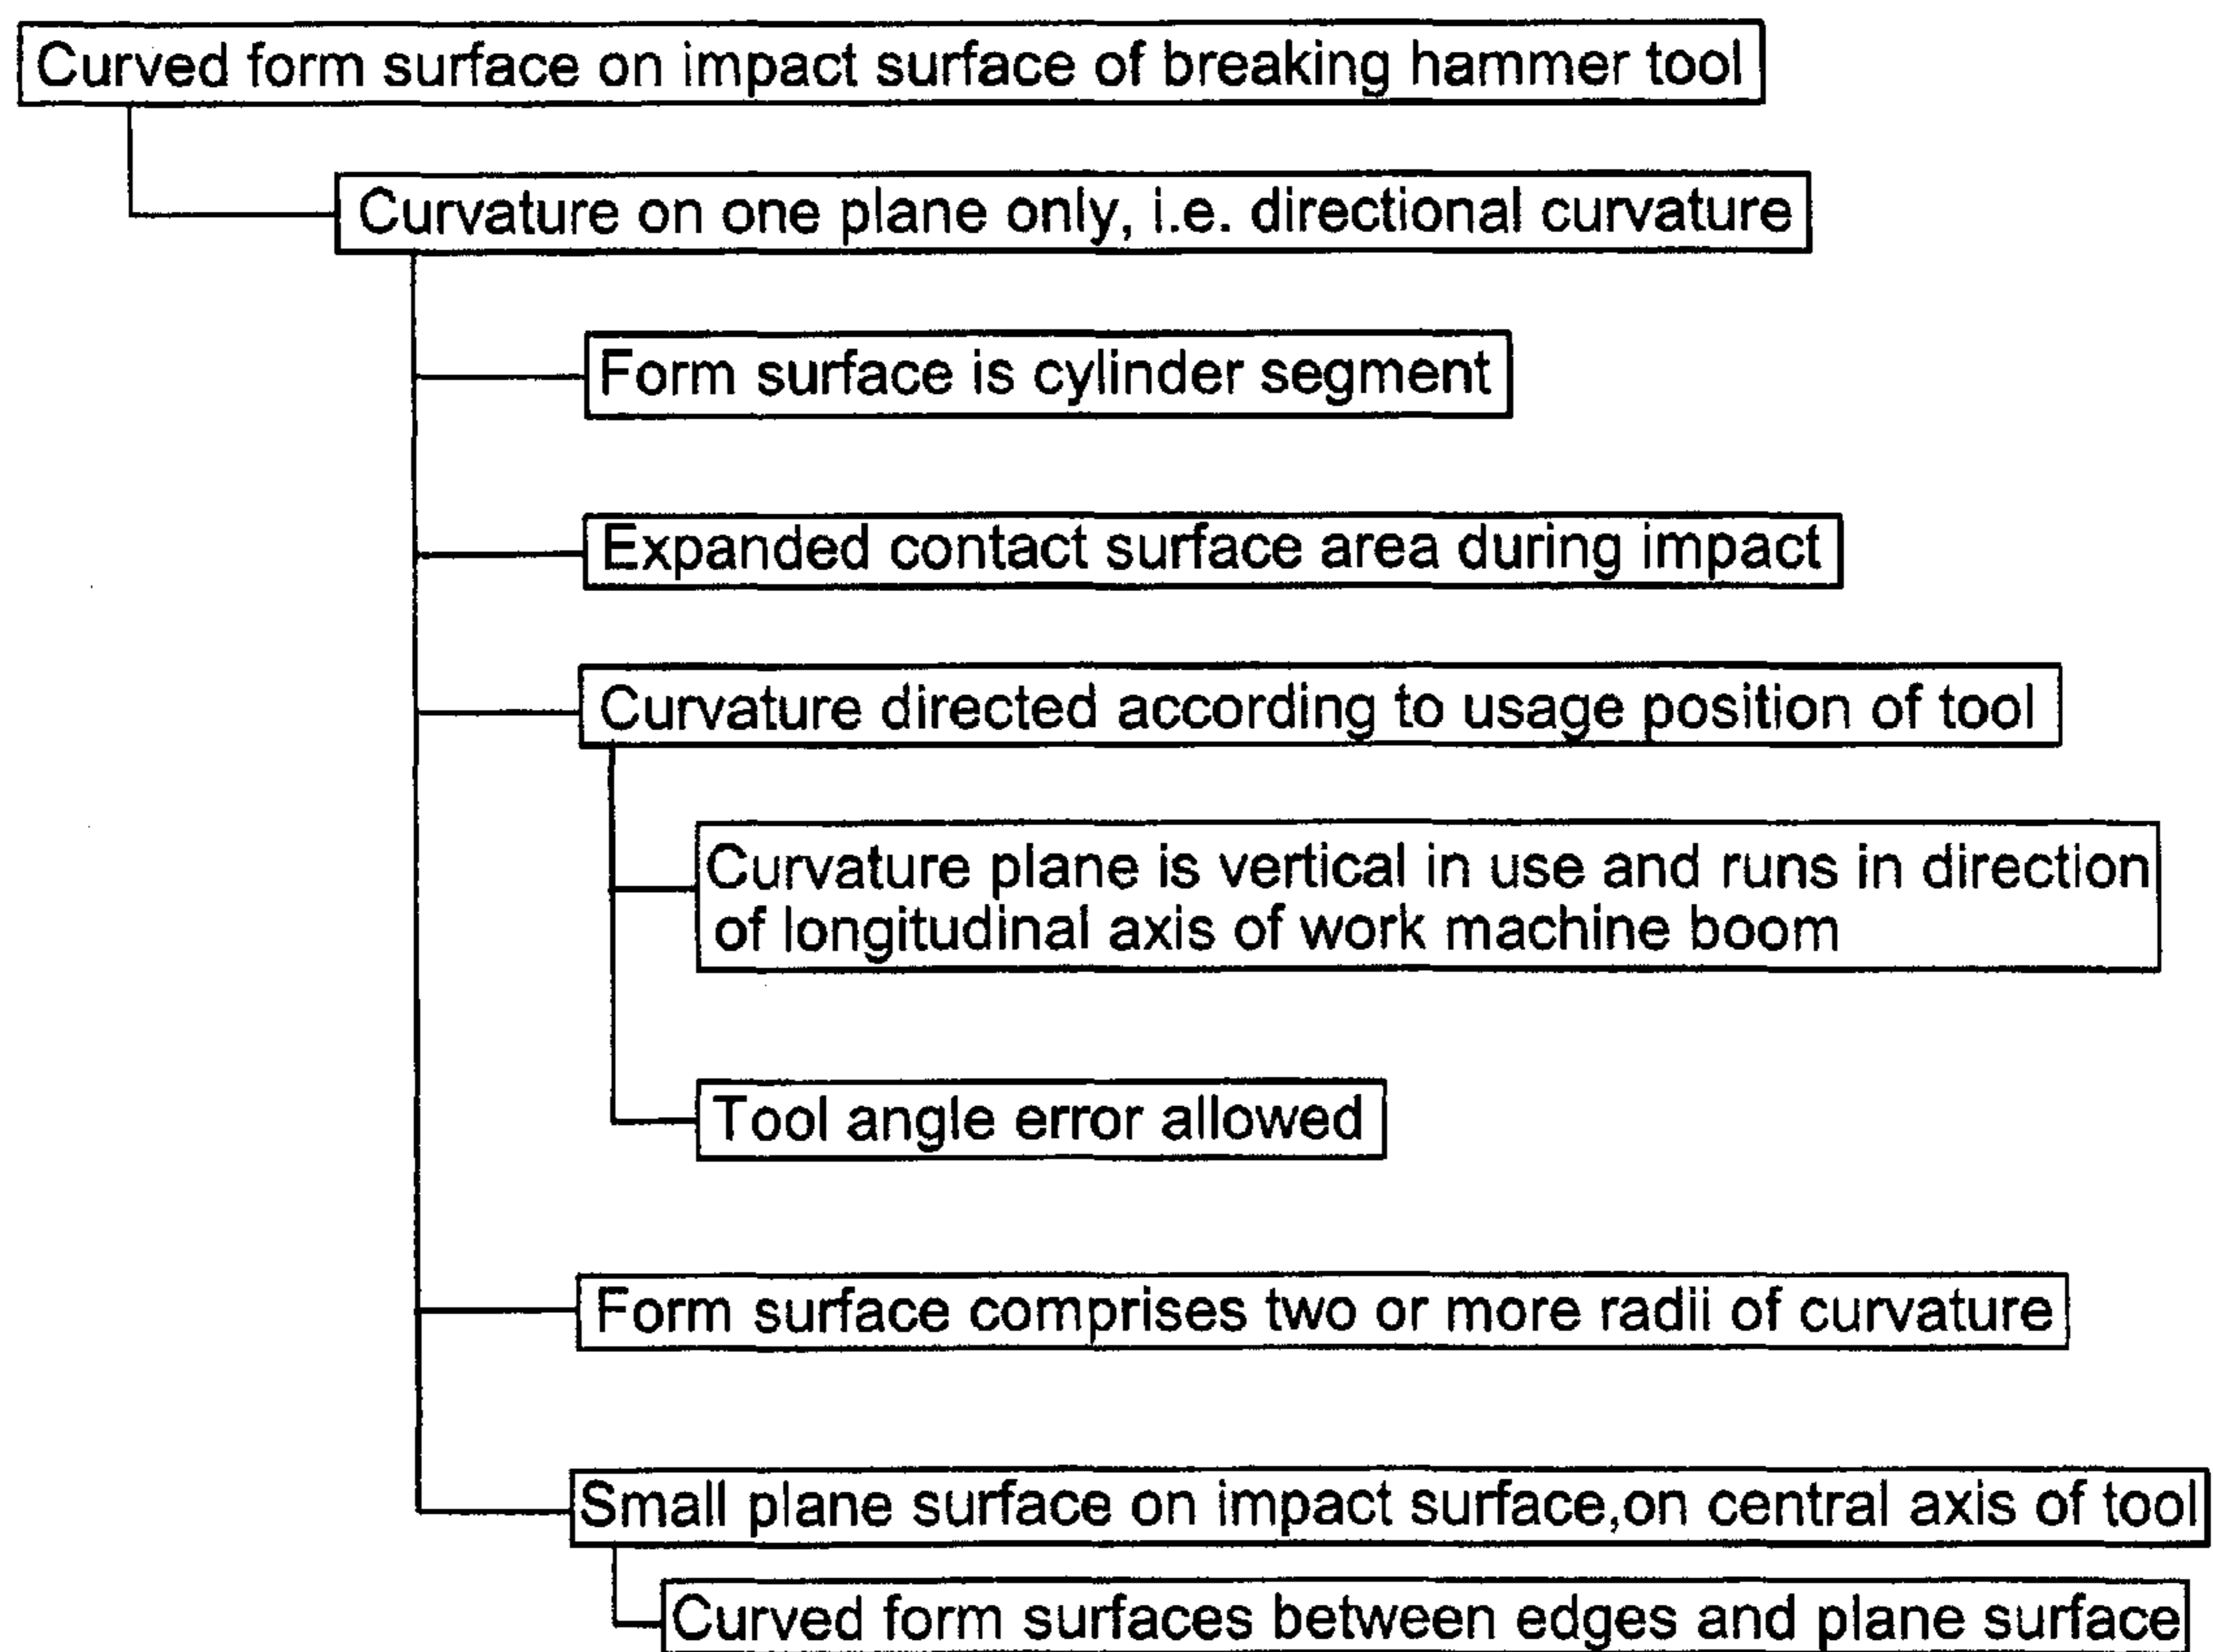 Curved form surface on impact surface of breaking hammer tool
Curvature on one plane only, i.e. directional curvature
Form surface is cylinder segment
Expanded contact surface area during impact
Curvature directed according to usage position of tool
Curvature plane is vertical in use and runs in direction
of longitudinal axis of work machine boom
Tool angle error allowed
Form surface comprises two or more radii of curvature
Small plane surface on impact surface,on central axis of tool
Curved form surfaces between edges and plane surface